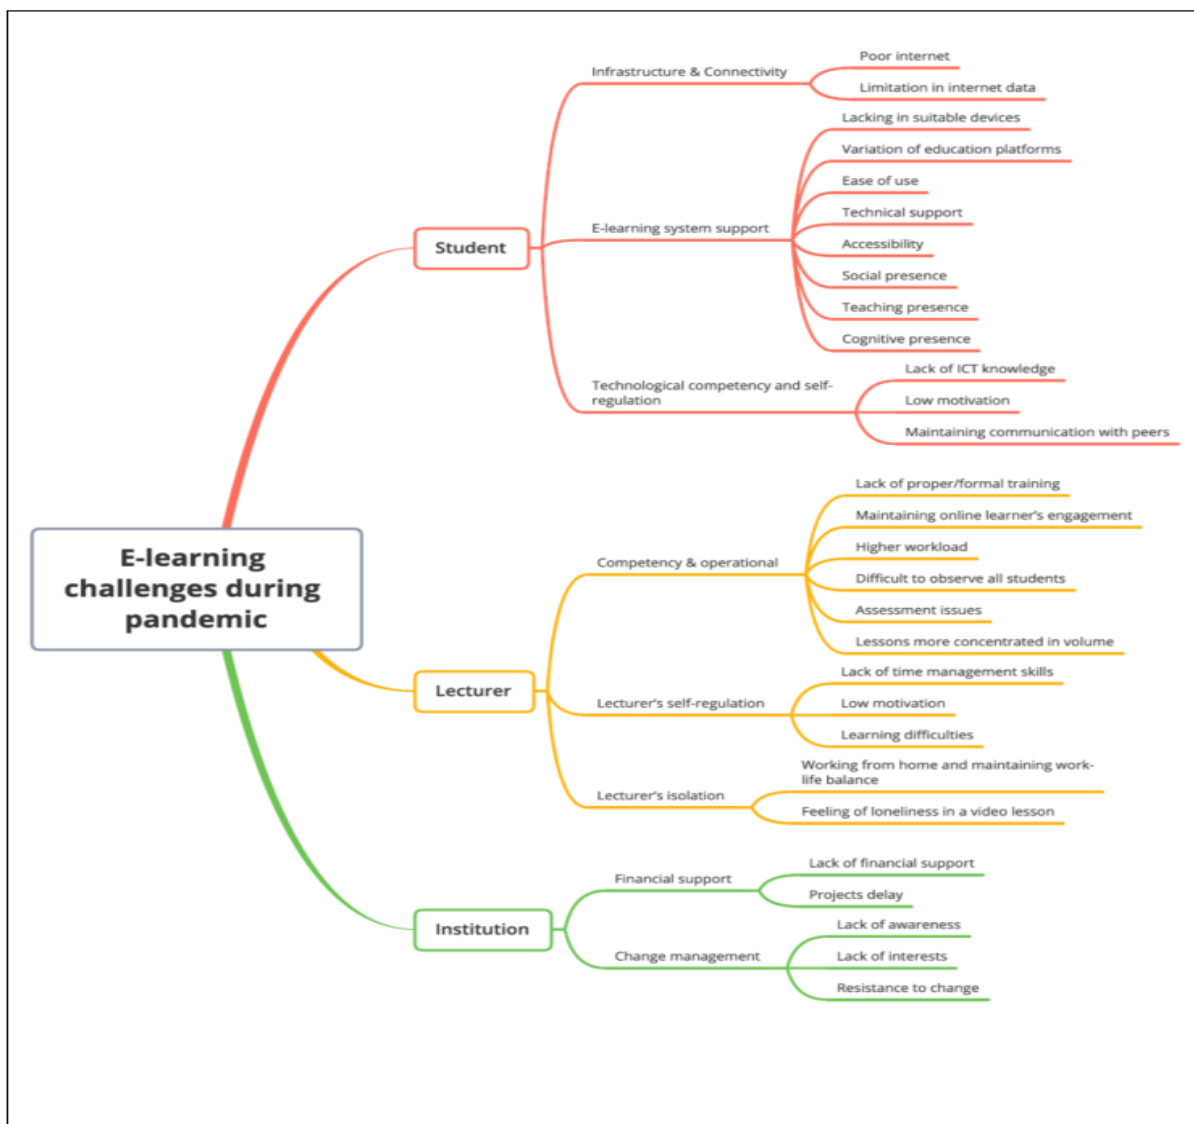 E-learning
challenges during
pandemic
Student
Infrastructure & Connectivity
Poor internet
Limitation in internet data
E-learning system support
Lacking in suitable devices
Variation of education platforms
Ease of use
Technical support
Accessibility
Social presence
Teaching presence
Cognitive presence
Technological competency and self-
regulation
Lack of ICT knowledge
Low motivation
Maintaining communication with peers
Lecturer
Competency & operational
Lack of proper/formal training
Maintaining online learner's engagement
Higher workload
Difficult to observe all students
Assessment issues
Lessons more concentrated in volume
Lecturer's self-regulation
Lack of time management skills
Low motivation
Learning difficulties
Lecturer's isolation
Working from home and maintaining work-
life balance
Feeling of loneliness in a video lesson
Institution
Financial support
Lack of financial support
Projects delay
Change management
Lack of awareness
Lack of interests
Resistance to change